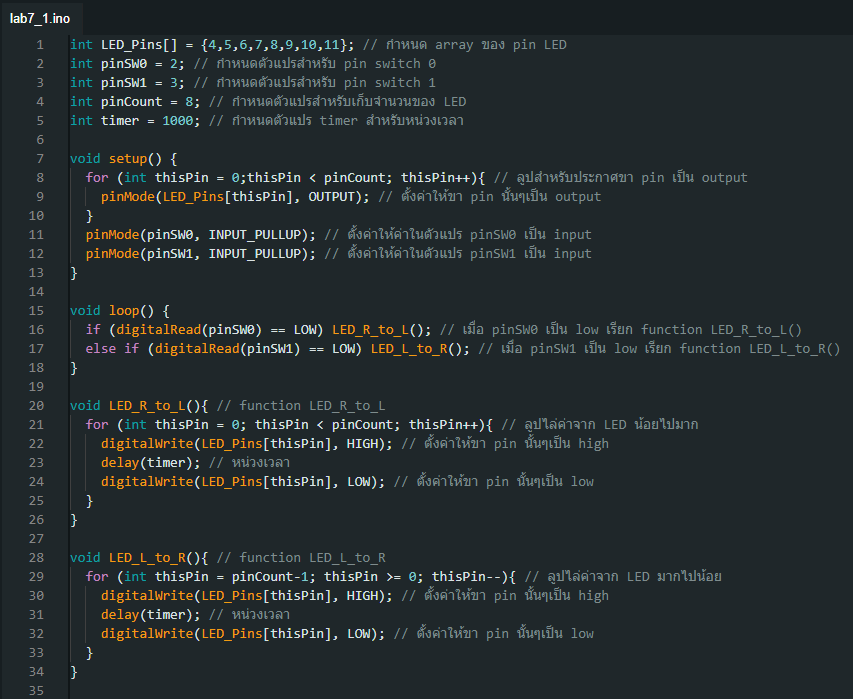 lab7_1.ino
1 int LED_Pins[] = {4,5,6,7,8,9,10,11}; // กำหนด array ของ pin LED
2 int pinSW0 = 2; // กำหนดตัวแปรสำหรับ pin switch 0
3 int pinSW1 = 3; // กำหนดตัวแปรสำหรับ pin switch 1
4 int pinCount = 8; // กำหนดตัวแปรสำหรับเก็บจำนวนของ LED
5 int timer = 1000; // กำหนดตัวแปร timer สำหรับหน่วงเวลา
6
7 void setup() {
8   for (int thisPin = 0;thisPin < pinCount; thisPin++){ // ลูปสำหรับประกาศขา pin เป็น output
9     pinMode(LED_Pins[thisPin], OUTPUT); // ตั้งค่าให้ขา pin นั้นๆเป็น output
10   }
11   pinMode(pinSW0, INPUT_PULLUP); // ตั้งค่าให้ค่าในตัวแปร pinSW0 เป็น input
12   pinMode(pinSW1, INPUT_PULLUP); // ตั้งค่าให้ค่าในตัวแปร pinSW1 เป็น input
13 }
14
15 void loop() {
16   if (digitalRead(pinSW0) == LOW) LED_R_to_L(); // เมื่อ pinSW0 เป็น low เรียก function LED_R_to_L()
17   else if (digitalRead(pinSW1) == LOW) LED_L_to_R(); // เมื่อ pinSW1 เป็น low เรียก function LED_L_to_R()
18 }
19
20 void LED_R_to_L(){ // function LED_R_to_L
21   for (int thisPin = 0; thisPin < pinCount; thisPin++){ // ลูปไล่ค่าจาก LED น้อยไปมาก
22     digitalWrite(LED_Pins[thisPin], HIGH); // ตั้งค่าให้ขา pin นั้นๆเป็น high
23     delay(timer); // หน่วงเวลา
24     digitalWrite(LED_Pins[thisPin], LOW); // ตั้งค่าให้ขา pin นั้นๆเป็น low
25   }
26 }
27
28 void LED_L_to_R(){ // function LED_L_to_R
29   for (int thisPin = pinCount-1; thisPin >= 0; thisPin--){ // ลูปไล่ค่าจาก LED มากไปน้อย
30     digitalWrite(LED_Pins[thisPin], HIGH); // ตั้งค่าให้ขา pin นั้นๆเป็น high
31     delay(timer); // หน่วงเวลา
32     digitalWrite(LED_Pins[thisPin], LOW); // ตั้งค่าให้ขา pin นั้นๆเป็น low
33   }
34 }
35